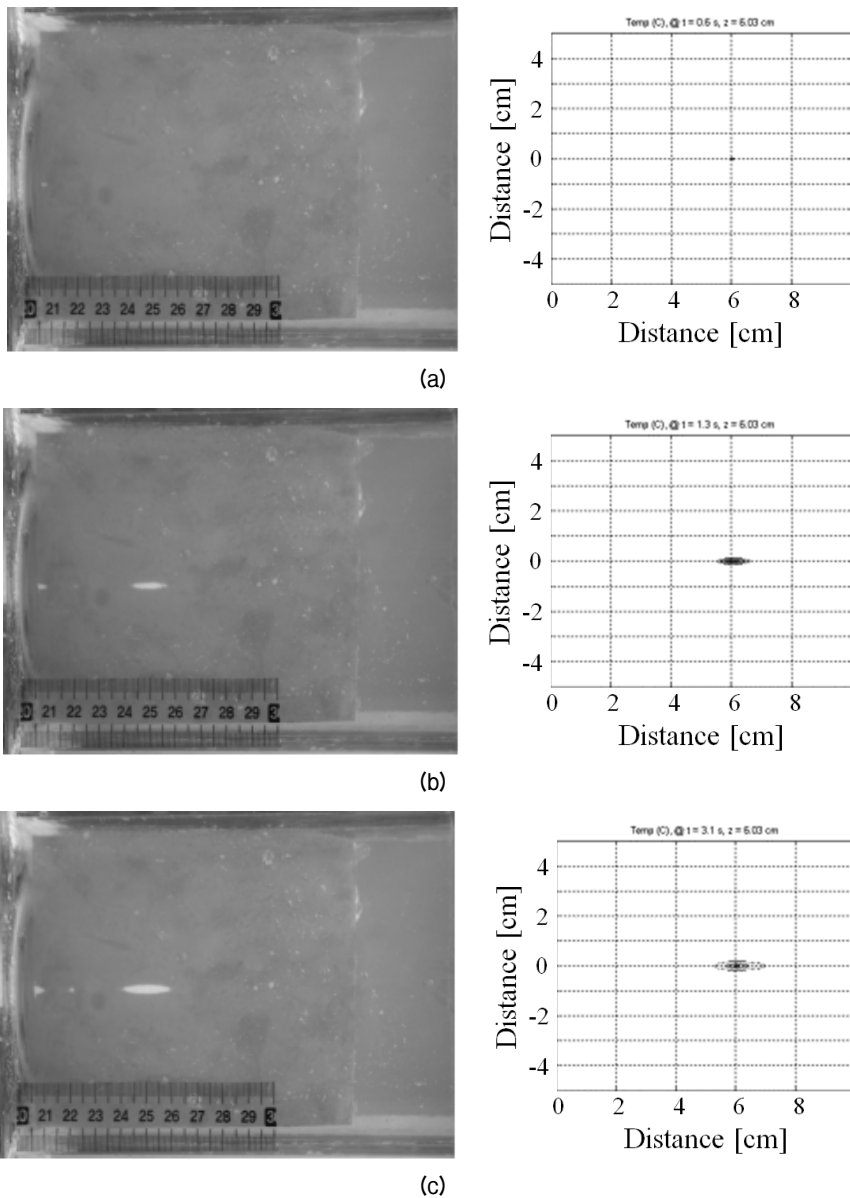 Temp (C), @ t = 0.6 s, z = 6.03 cm
4
2
0
-2
-4
Distance [cm]
0 2 4 6 8
Distance [cm]
21 22 23 24 25 26 27 28 29 3
(a)
Temp (C), @ t = 1.3 s, z = 6.03 cm
4
2
0
-2
-4
Distance [cm]
0 2 4 6 8
Distance [cm]
21 22 23 24 25 26 27 28 29 3
(b)
Temp (C), @ t = 3.1 s, z = 6.03 cm
4
2
0
-2
-4
Distance [cm]
0 2 4 6 8
Distance [cm]
21 22 23 24 25 26 27 28 29 3
(c)